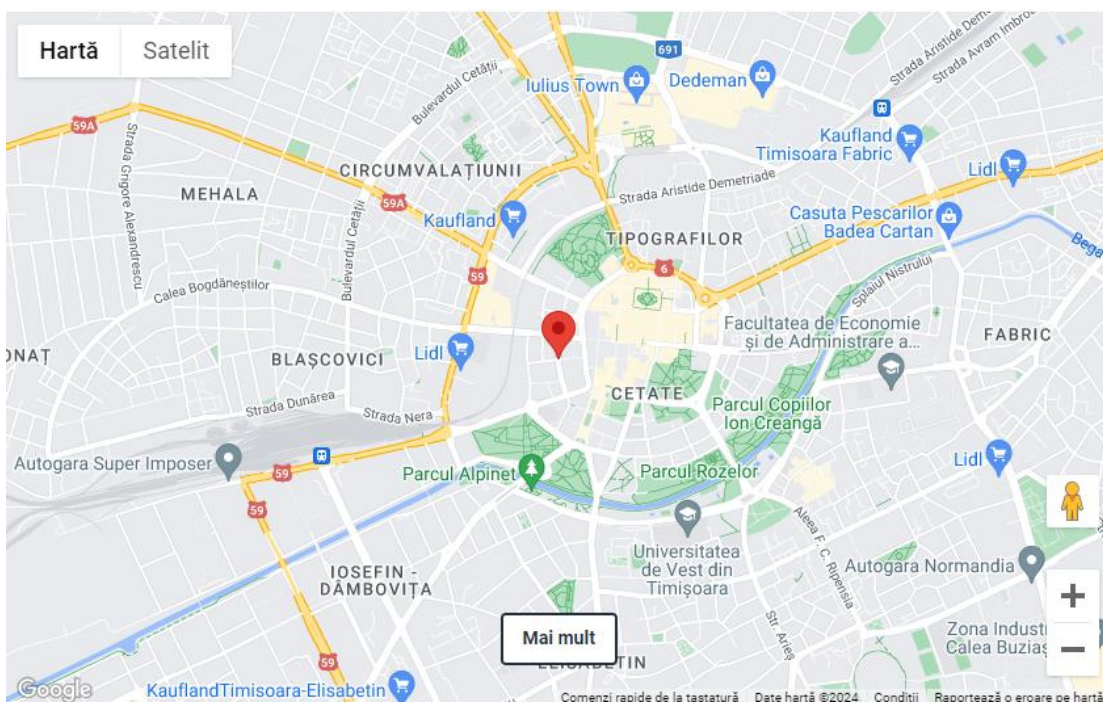 Hartă
Satelit
691
Iulius Town
Dedeman
Strada Aristide Demetriade
Strada Avram Imbroane
Bulevardul Cetății
59A
Kaufland
Timisoara Fabric
Lidl
CIRCUMVALAȚIUNII
MEHALA
Strada Grigore Alexandrescu
59A
Strada Aristide Demetriade
Kaufland
Casuta Pescarilor
Badea Cartan
Bulevardul Cetății
TIPOGRAFILOR
Bega
6
59
Splaiul Nistrului
Calea Bogdăneștilor
Facultatea de Economie
și de Administrare a...
FABRIC
ONAȚ
BLAȘCOVICI
Lidl
CETATE
Parcul Copiilor
Ion Creangă
Strada Dunărea
Strada Nera
Autogara Super Imposer
59
Parcul Alpinet
Parcul Rozelor
Lidl
59
Universitatea
de Vest din
Timișoara
Aleea F. C. Ripensia
Autogara Normandia
IOSEFIN -
DÂMBOVIȚA
Mai mult
Str. Arieș
Zona Industr
Calea Buziaș
ELISABETIN
59
Google
KauflandTimisoara-Elisabetin
Comenzi rapide de la tastatură
Date hartă ©2024
Condiții
Raportează o eroare pe hartă